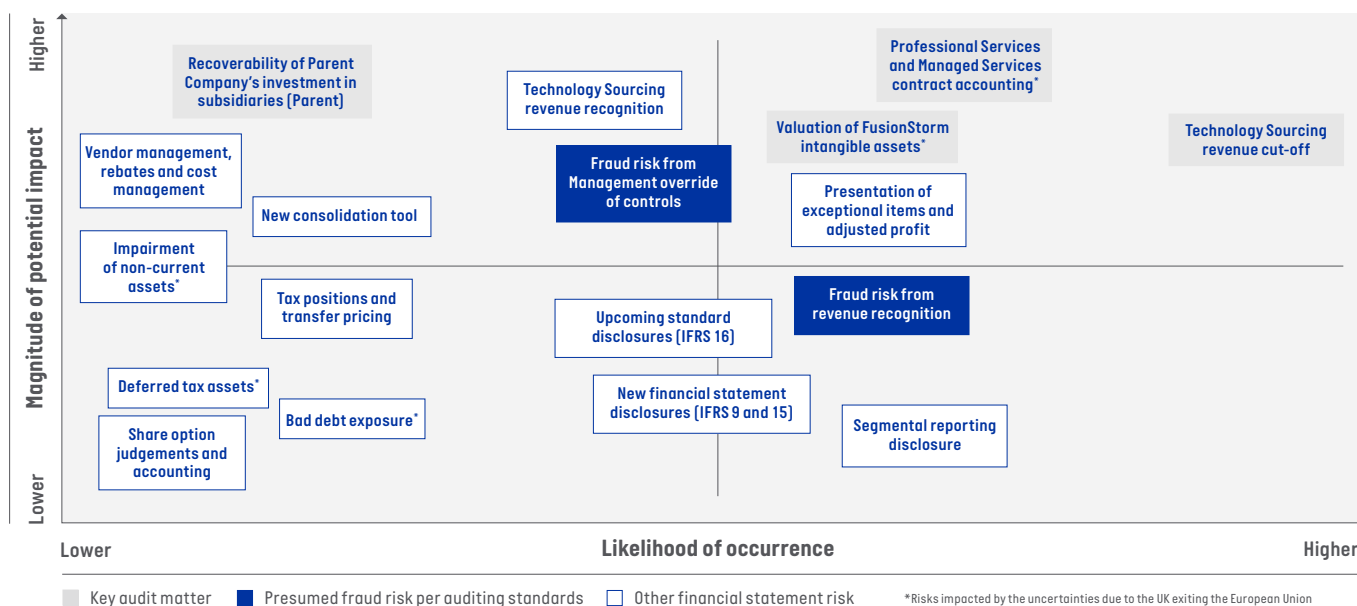 Higher
Magnitude of potential impact
Lower
Recoverability of Parent
Company's investment in
subsidiaries (Parent)
Technology Sourcing
revenue recognition
Professional Services
and Managed Services
contract accounting*
Valuation of FusionStorm
intangible assets*
Technology Sourcing
revenue cut-off
Vendor management,
rebates and cost
management
Fraud risk from
Management override
of controls
Presentation of
exceptional items and
adjusted profit
New consolidation tool
Impairment
of non-current
assets*
Tax positions and
transfer pricing
Fraud risk from
revenue recognition
Upcoming standard
disclosures (IFRS 16)
Deferred tax assets*
Bad debt exposure*
New financial statement
disclosures (IFRS 9 and 15)
Share option
judgements and
accounting
Segmental reporting
disclosure
Lower
Likelihood of occurrence
Higher
Key audit matter
Presumed fraud risk per auditing standards
Other financial statement risk
*Risks impacted by the uncertainties due to the UK exiting the European Union